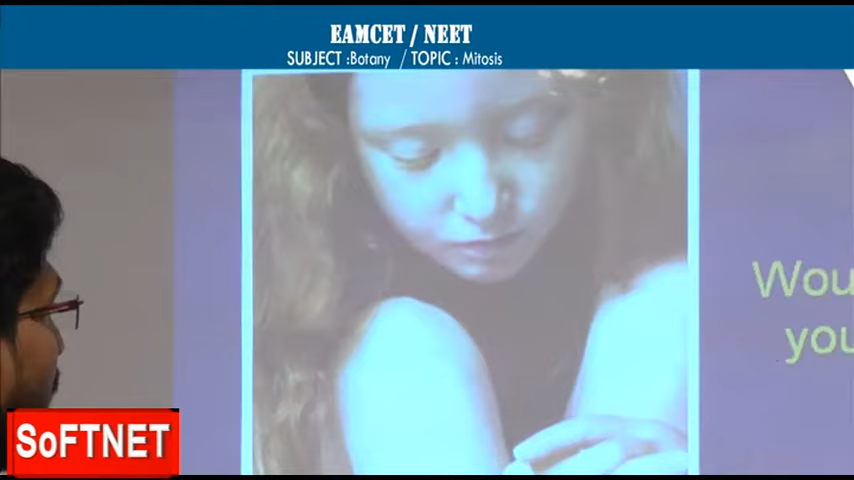 EAMCET / NEET
SUBJECT :Botany / TOPIC : Mitosis
SoFTNET